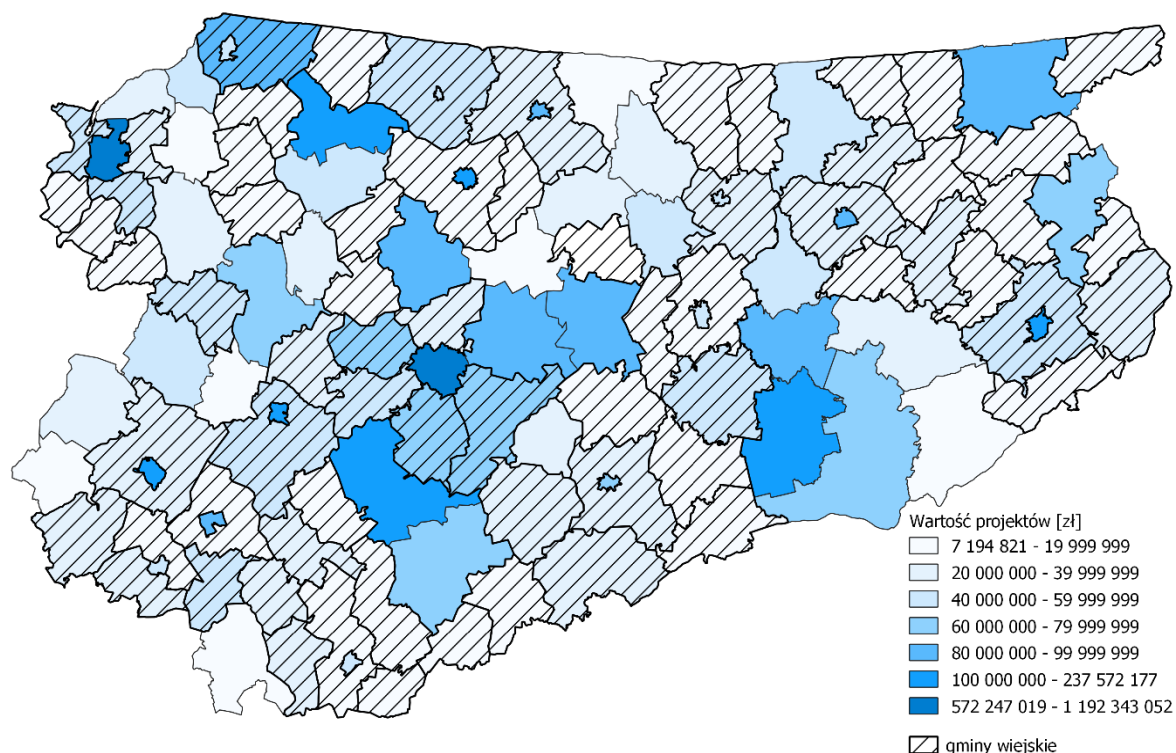 Wartość projektów [zł]
7 194 821 - 19 999 999
20 000 000 - 39 999 999
40 000 000 - 59 999 999
60 000 000 - 79 999 999
80 000 000 - 99 999 999
100 000 000 - 237 572 177
572 247 019 - 1 192 343 052
gminy wiejskie